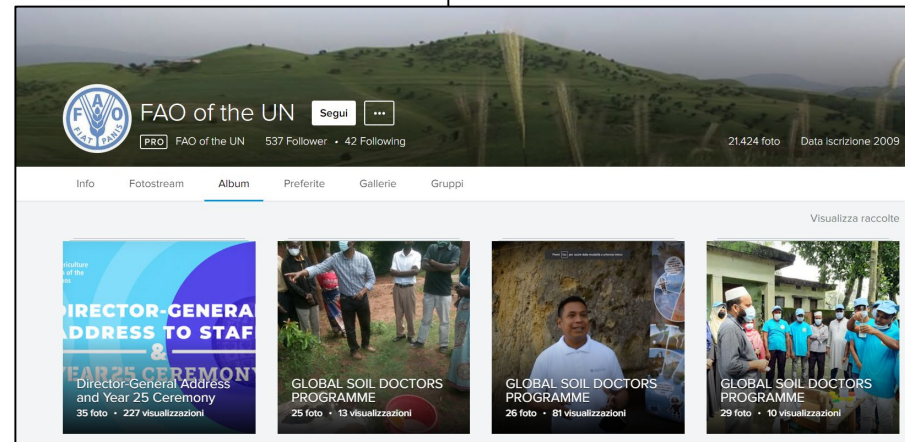 FAO
FIAT PANIS
FAO of the UN
Segui
...
PRO FAO of the UN 537 Follower • 42 Following
21.424 foto Data iscrizione 2009
Info Fotostream Album Preferite Gallerie Gruppi
Visualizza raccolte
DIRECTOR-GENERAL
ADDRESS TO STAFF
&
YEAR25 CEREMONY
Director-General Address
and Year 25 Ceremony
35 foto • 227 visualizzazioni
GLOBAL SOIL DOCTORS
PROGRAMME
25 foto • 13 visualizzazioni
GLOBAL SOIL DOCTORS
PROGRAMME
26 foto • 81 visualizzazioni
GLOBAL SOIL DOCTORS
PROGRAMME
29 foto • 10 visualizzazioni